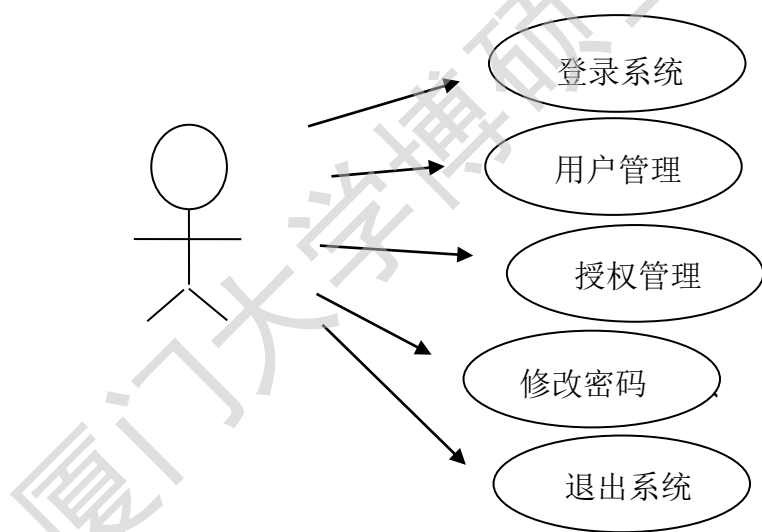 登录系统
用户管理
授权管理
修改密码
退出系统
厦门大学博硕